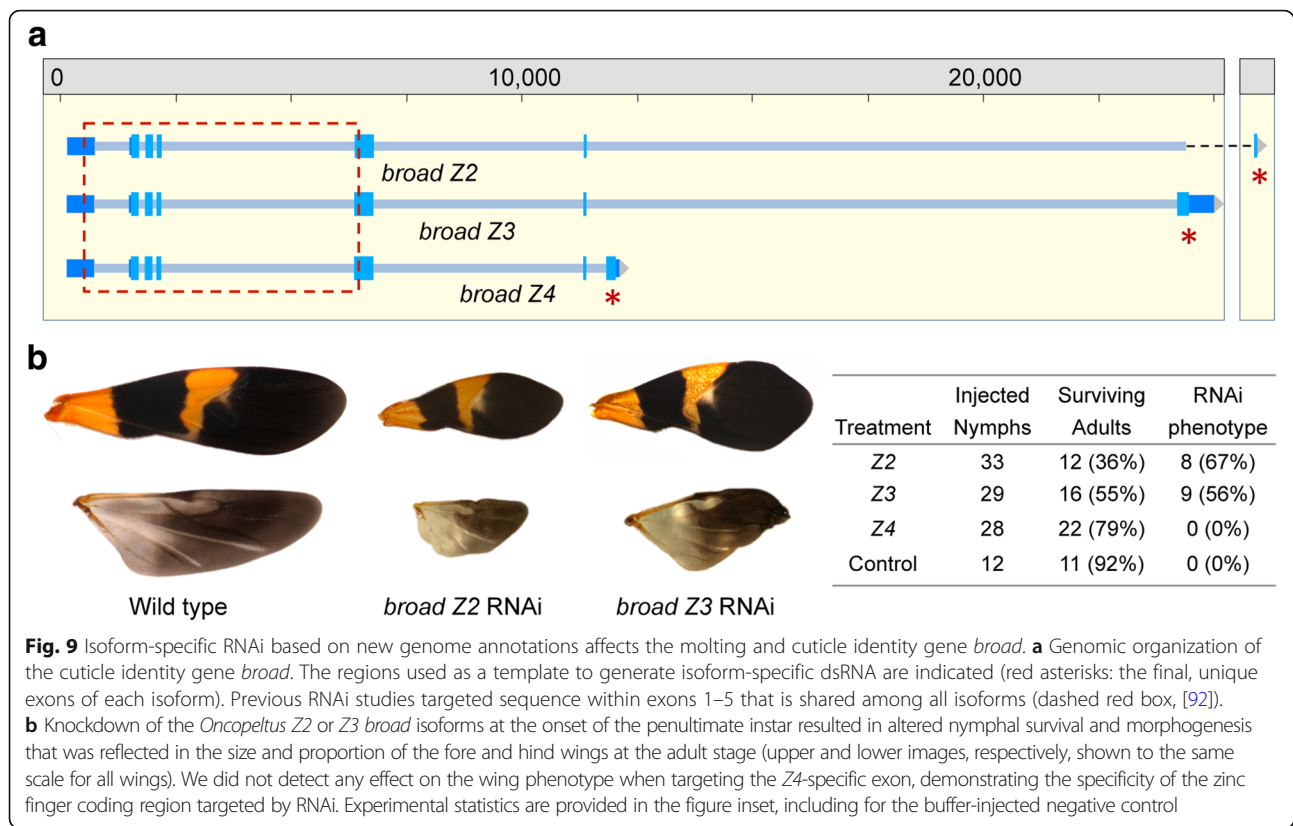 a
0 10,000 20,000
broad Z2
*
broad Z3
*
broad Z4
*
b
Wild type
broad Z2 RNAi
broad Z3 RNAi
Injected Surviving RNAi
Treatment Nymphs Adults phenotype
Z2 33 12 (36%) 8 (67%)
Z3 29 16 (55%) 9 (56%)
Z4 28 22 (79%) 0 (0%)
Control 12 11 (92%) 0 (0%)
Fig. 9 Isoform-specific RNAi based on new genome annotations affects the molting and cuticle identity gene broad. a Genomic organization of
the cuticle identity gene broad. The regions used as a template to generate isoform-specific dsRNA are indicated (red asterisks: the final, unique
exons of each isoform). Previous RNAi studies targeted sequence within exons 1–5 that is shared among all isoforms (dashed red box, [92]).
b Knockdown of the Oncopeltus Z2 or Z3 broad isoforms at the onset of the penultimate instar resulted in altered nymphal survival and morphogenesis
that was reflected in the size and proportion of the fore and hind wings at the adult stage (upper and lower images, respectively, shown to the same
scale for all wings). We did not detect any effect on the wing phenotype when targeting the Z4-specific exon, demonstrating the specificity of the zinc
finger coding region targeted by RNAi. Experimental statistics are provided in the figure inset, including for the buffer-injected negative control